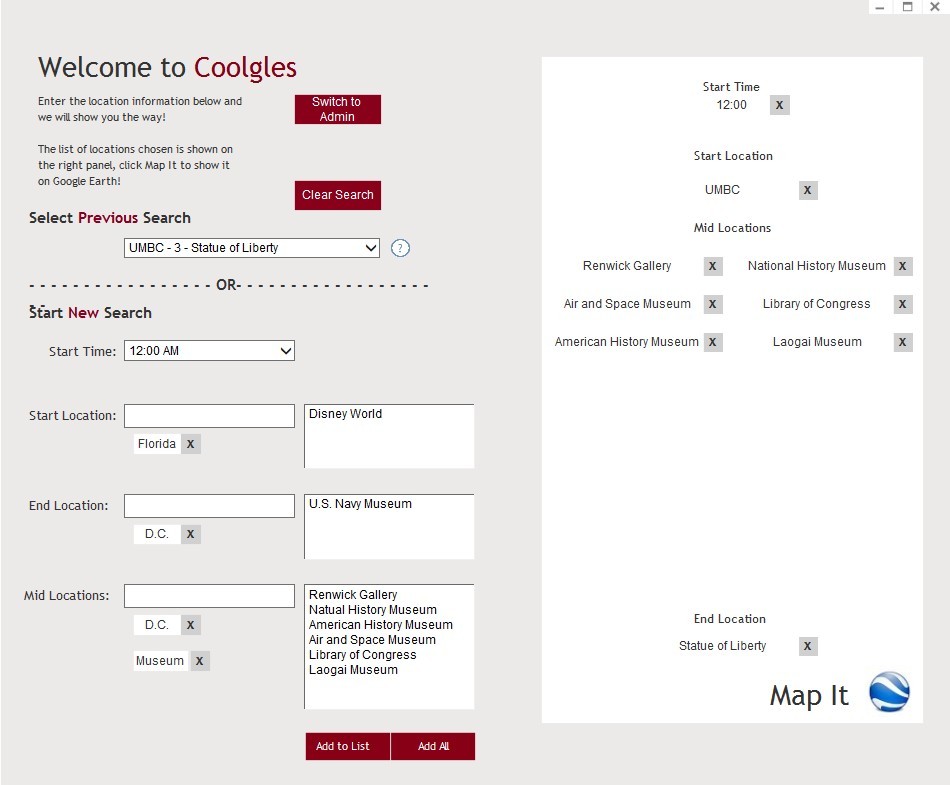 Welcome to Coolgles
Enter the location information below and
we will show you the way!
Switch to
Admin
The list of locations chosen is shown on
the right panel, click Map It to show it
on Google Earth!
Clear Search
Select Previous Search
UMBC - 3 - Statue of Liberty
?
- - - - - - - - - - - - - - - - - OR- - - - - - - - - - - - - - - - - -
- -
Start New Search
Start Time:
12:00 AM
Start Location:
Disney World
Florida X
End Location:
U.S. Navy Museum
D.C. X
Mid Locations:
D.C. X
Museum X
Renwick Gallery
Natual History Museum
American History Museum
Air and Space Museum
Library of Congress
Laogai Museum
Add to List
Add All
Start Time
12:00 X
Start Location
UMBC X
Mid Locations
Renwick Gallery X National History Museum X
Air and Space Museum X Library of Congress X
American History Museum X Laogai Museum X
End Location
Statue of Liberty X
Map It